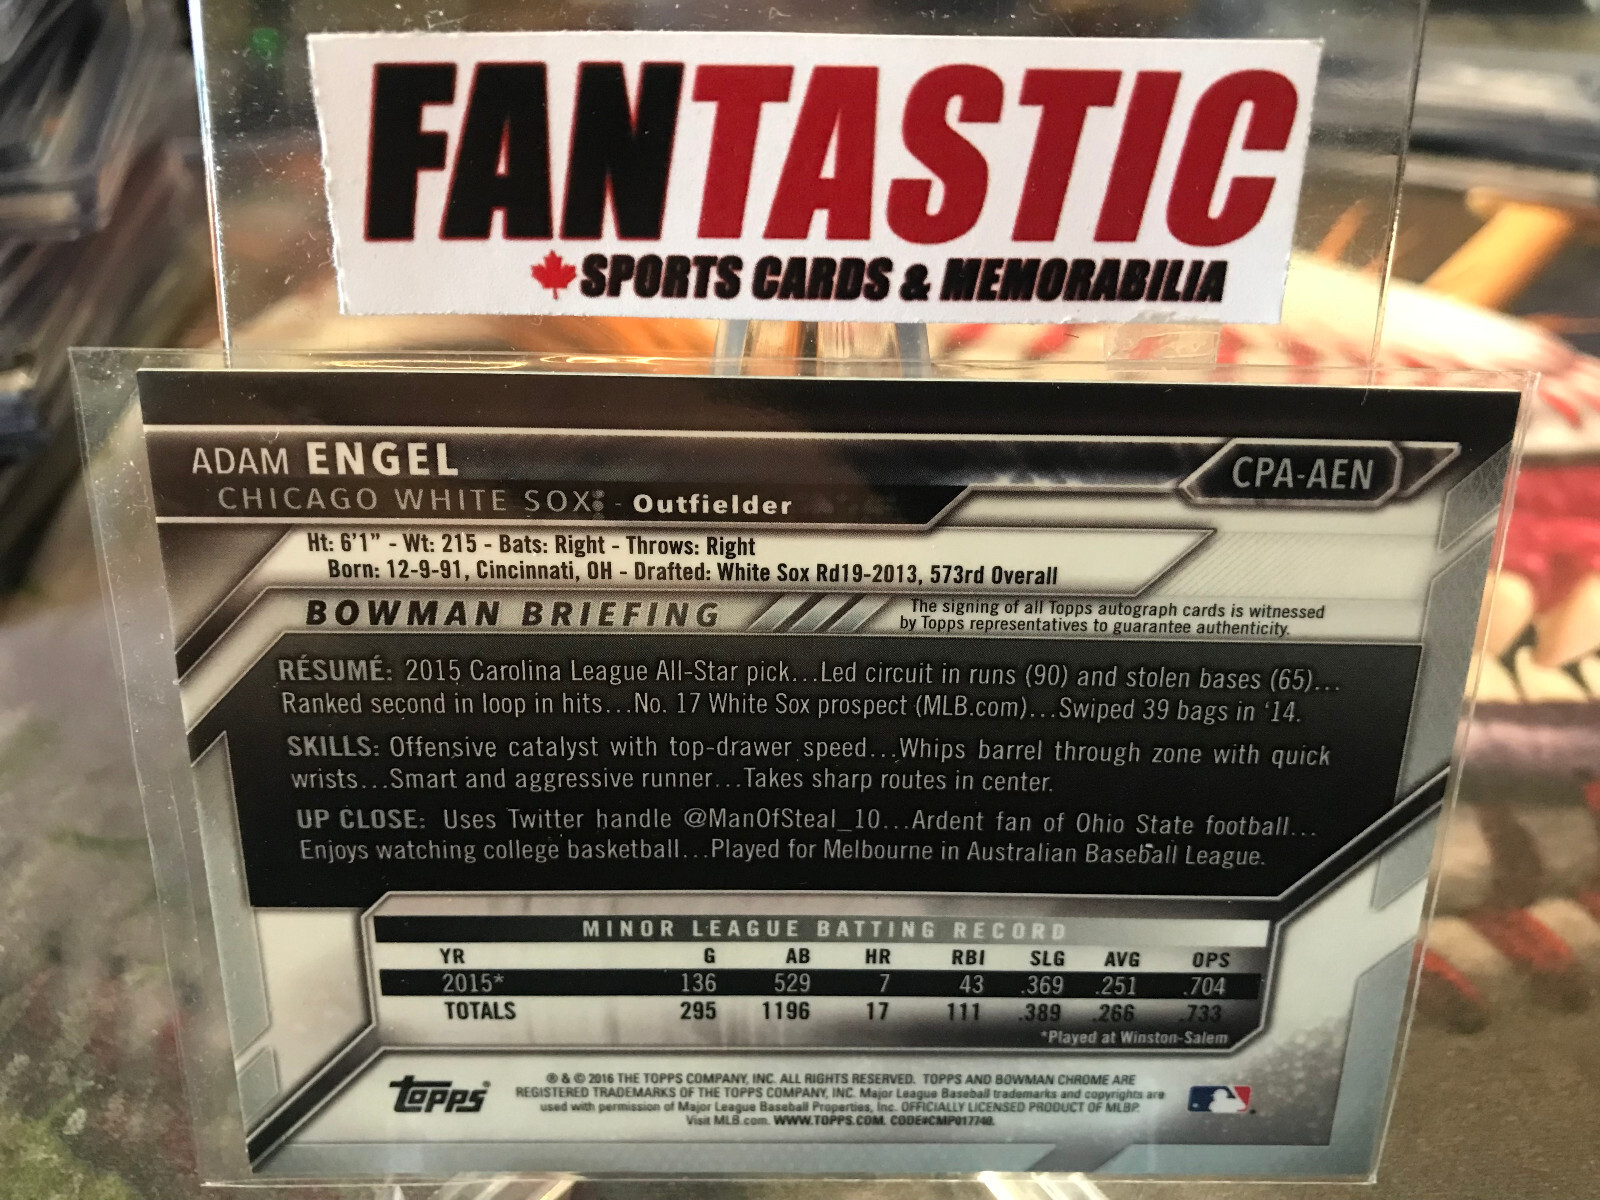 FANTASTIC
SPORTS CARDS & MEMORABILIA
ADAM ENGEL
CPA-AEN
CHICAGO WHITE SOX® - Outfielder
Ht: 6'1" - Wt: 215 - Bats: Right - Throws: Right
Born: 12-9-91, Cincinnati, OH - Drafted: White Sox Rd19-2013, 573rd Overall
BOWMAN BRIEFING
The signing of all Topps autograph cards is witnessed
by Topps representatives to guarantee authenticity.
RÉSUMÉ: 2015 Carolina League All-Star pick...Led circuit in runs (90) and stolen bases (65)...
Ranked second in loop in hits...No. 17 White Sox prospect (MLB.com)...Swiped 39 bags in '14.
SKILLS: Offensive catalyst with top-drawer speed...Whips barrel through zone with quick
wrists...Smart and aggressive runner...Takes sharp routes in center.
UP CLOSE: Uses Twitter handle @ManOfSteal_10...Ardent fan of Ohio State football...
Enjoys watching college basketball...Played for Melbourne in Australian Baseball League.
MINOR LEAGUE BATTING RECORD
YR G AB HR RBI SLG AVG OPS
2015* 136 529 7 43 .369 .251 .704
TOTALS 295 1196 17 111 .389 .266 .733
*Played at Winston-Salem
Topps®
® & © 2016 THE TOPPS COMPANY, INC. ALL RIGHTS RESERVED. TOPPS AND BOWMAN CHROME ARE
REGISTERED TRADEMARKS OF THE TOPPS COMPANY, INC. Major League Baseball trademarks and copyrights are
used with permission of Major League Baseball Properties, Inc. OFFICIALLY LICENSED PRODUCT OF MLBP.
Visit MLB.com. WWW.TOPPS.COM. CODE#CMP017740.